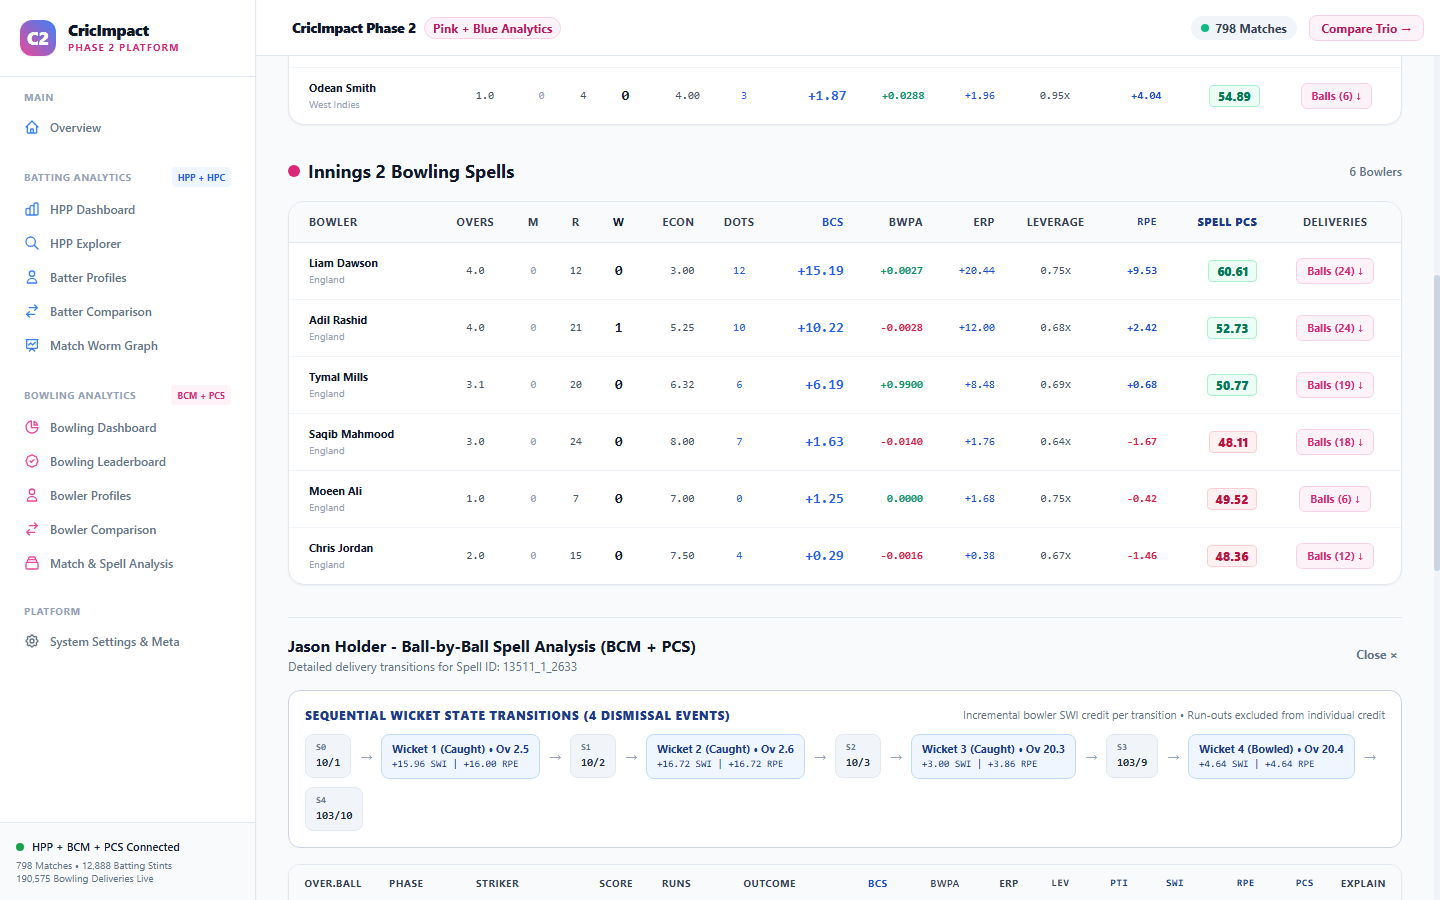 C2
CricImpact
PHASE 2 PLATFORM
MAIN
Overview
BATTING ANALYTICS HPP + HPC
HPP Dashboard
HPP Explorer
Batter Profiles
Batter Comparison
Match Worm Graph
BOWLING ANALYTICS BCM + PCS
Bowling Dashboard
Bowling Leaderboard
Bowler Profiles
Bowler Comparison
Match & Spell Analysis
PLATFORM
System Settings & Meta
HPP + BCM + PCS Connected
798 Matches • 12,888 Batting Stints
190,575 Bowling Deliveries Live
CricImpact Phase 2 Pink + Blue Analytics 798 Matches Compare Trio →
Odean Smith 1.0 0 4 0 4.00 3 +1.87 +0.0288 +1.96 0.95x +4.04 54.89 Balls (6) ↓
West Indies
Innings 2 Bowling Spells 6 Bowlers
BOWLER OVERS M R W ECON DOTS BCS BWPA ERP LEVERAGE RPE SPELL PCS DELIVERIES
Liam Dawson 4.0 0 12 0 3.00 12 +15.19 +0.0027 +20.44 0.75x +9.53 60.61 Balls (24) ↓
England
Adil Rashid 4.0 0 21 1 5.25 10 +10.22 -0.0028 +12.00 0.68x +2.42 52.73 Balls (24) ↓
England
Tymal Mills 3.1 0 20 0 6.32 6 +6.19 +0.9900 +8.48 0.69x +0.68 50.77 Balls (19) ↓
England
Saqib Mahmood 3.0 0 24 0 8.00 7 +1.63 -0.0140 +1.76 0.64x -1.67 48.11 Balls (18) ↓
England
Moeen Ali 1.0 0 7 0 7.00 0 +1.25 0.0000 +1.68 0.75x -0.42 49.52 Balls (6) ↓
England
Chris Jordan 2.0 0 15 0 7.50 4 +0.29 -0.0016 +0.38 0.67x -1.46 48.36 Balls (12) ↓
England
Jason Holder - Ball-by-Ball Spell Analysis (BCM + PCS)
Detailed delivery transitions for Spell ID: 13511_1_2633
Close ×
SEQUENTIAL WICKET STATE TRANSITIONS (4 DISMISSAL EVENTS) Incremental bowler SWI credit per transition • Run-outs excluded from individual credit
S0
10/1
→
Wicket 1 (Caught) • Ov 2.5
+15.96 SWI | +16.00 RPE
→
S1
10/2
→
Wicket 2 (Caught) • Ov 2.6
+16.72 SWI | +16.72 RPE
→
S2
10/3
→
Wicket 3 (Caught) • Ov 20.3
+3.00 SWI | +3.86 RPE
→
S3
103/9
→
Wicket 4 (Bowled) • Ov 20.4
+4.64 SWI | +4.64 RPE
→
S4
103/10
OVER.BALL PHASE STRIKER SCORE RUNS OUTCOME BCS BWPA ERP LEV PTI SWI RPE PCS EXPLAIN